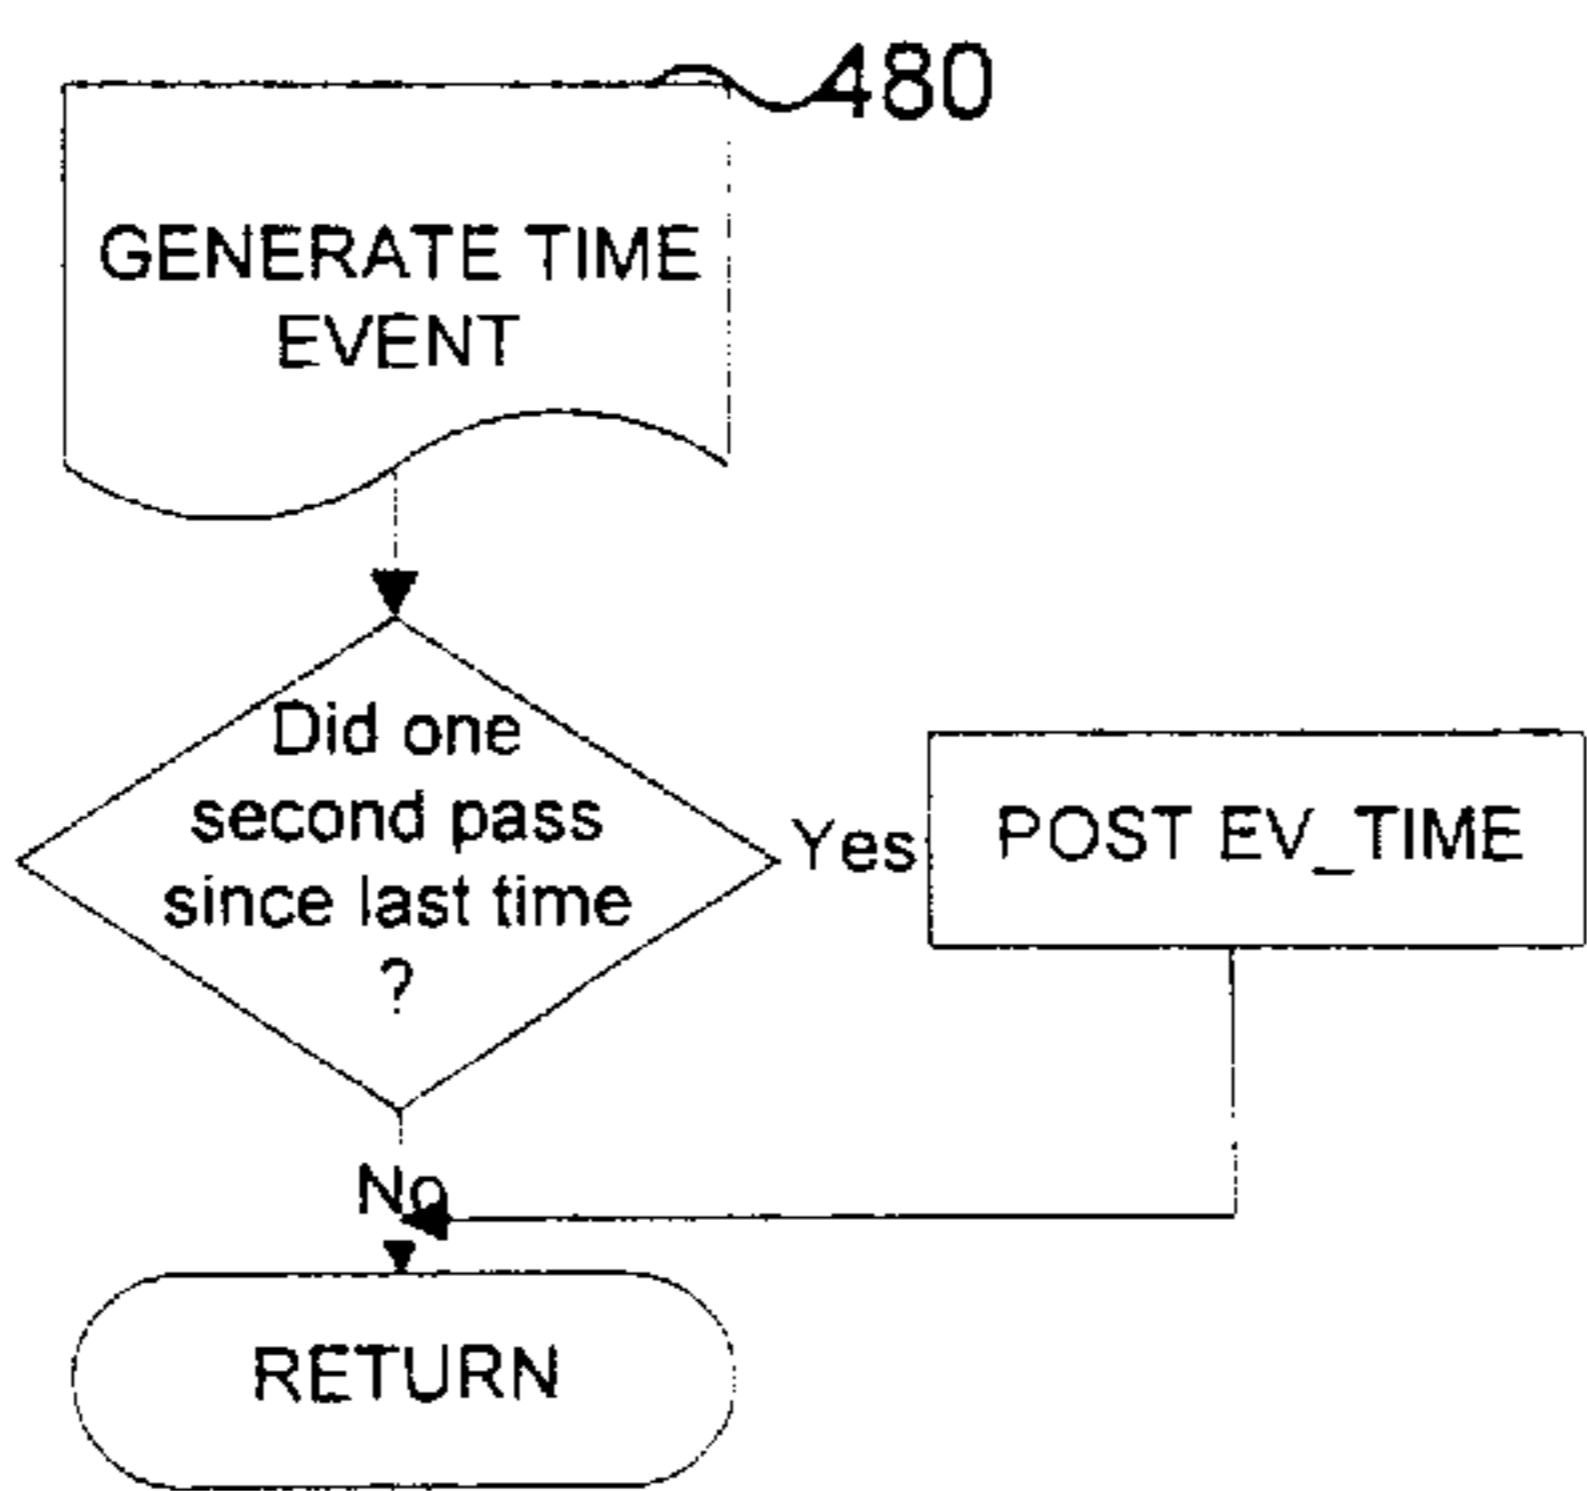 480
GENERATE TIME
EVENT
Did one
second pass
since last time
?
Yes
POST EV_TIME
No
RETURN